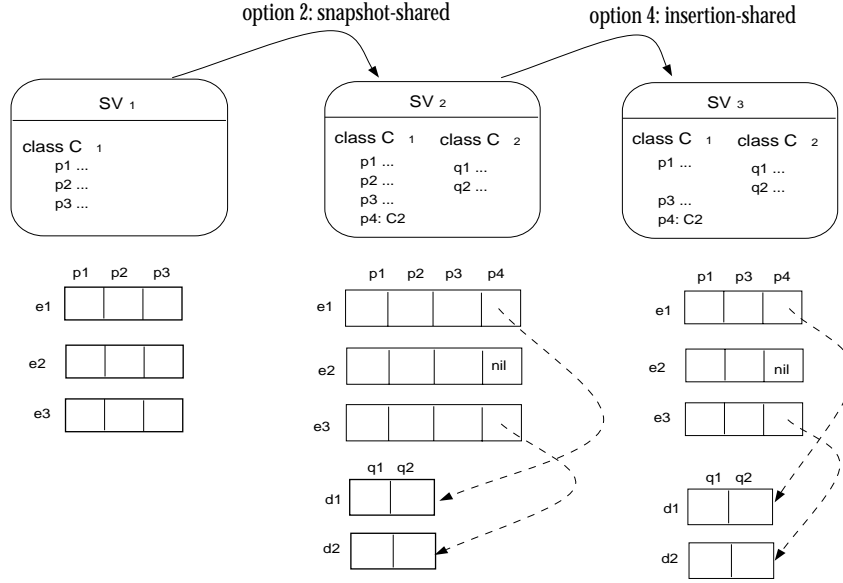 option 2: snapshot-shared
option 4: insertion-shared
SV 1
class C 1
p1 ...
p2 ...
p3 ...
SV 2
class C 1 class C 2
p1 ... q1 ...
p2 ... q2 ...
p3 ...
p4: C2
SV 3
class C 1 class C 2
p1 ... q1 ...
q2 ...
p3 ...
p4: C2
p1 p2 p3
e1
e2
e3
p1 p2 p3 p4
e1
e2 nil
e3
q1 q2
d1
d2
p1 p3 p4
e1
e2 nil
e3
q1 q2
d1
d2